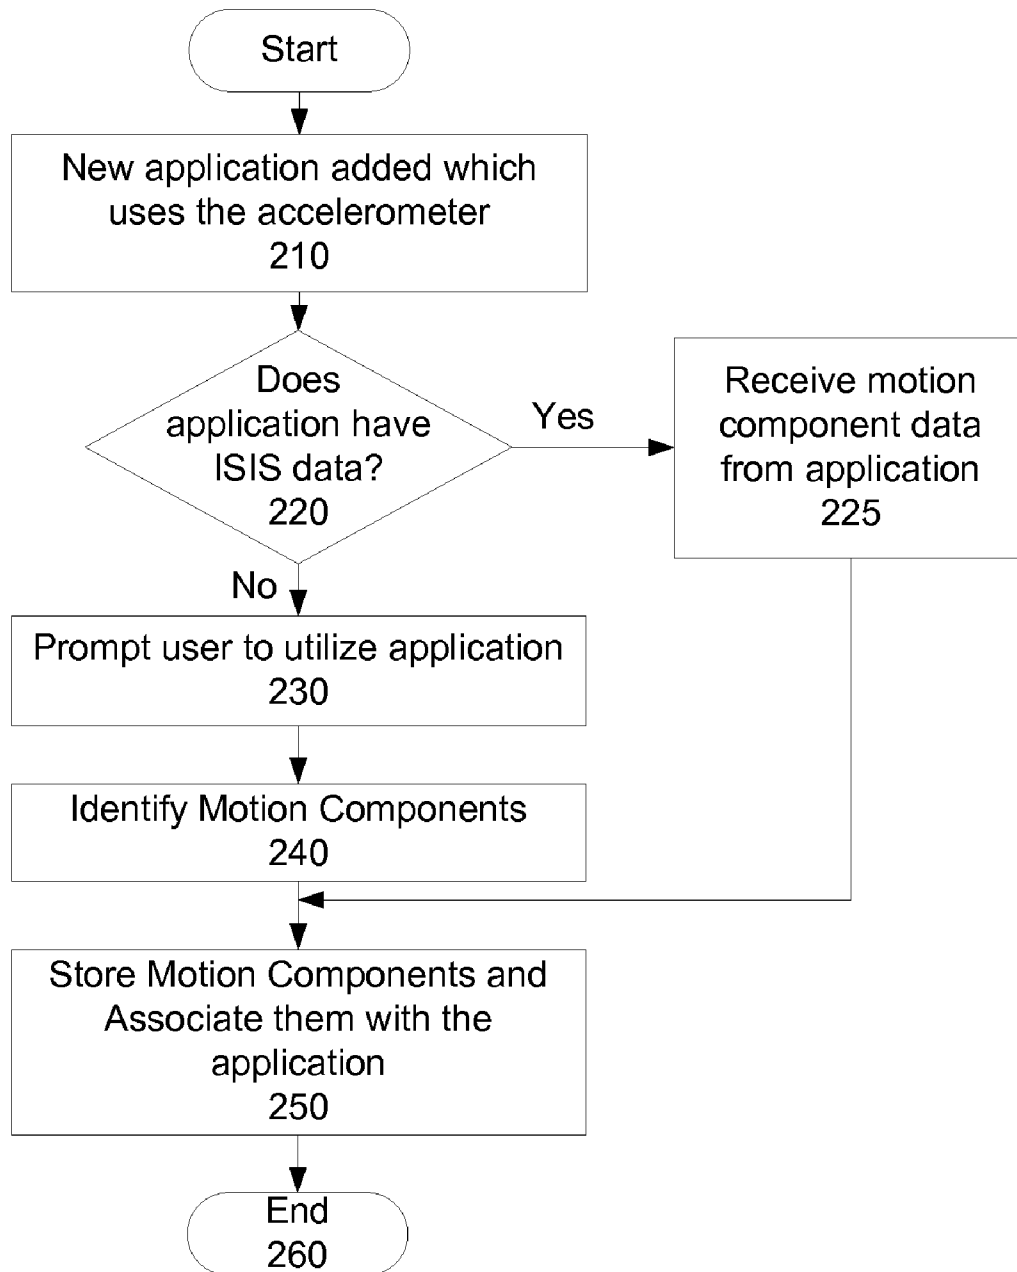 Start
New application added which
uses the accelerometer
210
Does
application have
ISIS data?
220
Yes
Receive motion
component data
from application
225
No
Prompt user to utilize application
230
Identify Motion Components
240
Store Motion Components and
Associate them with the
application
250
End
260